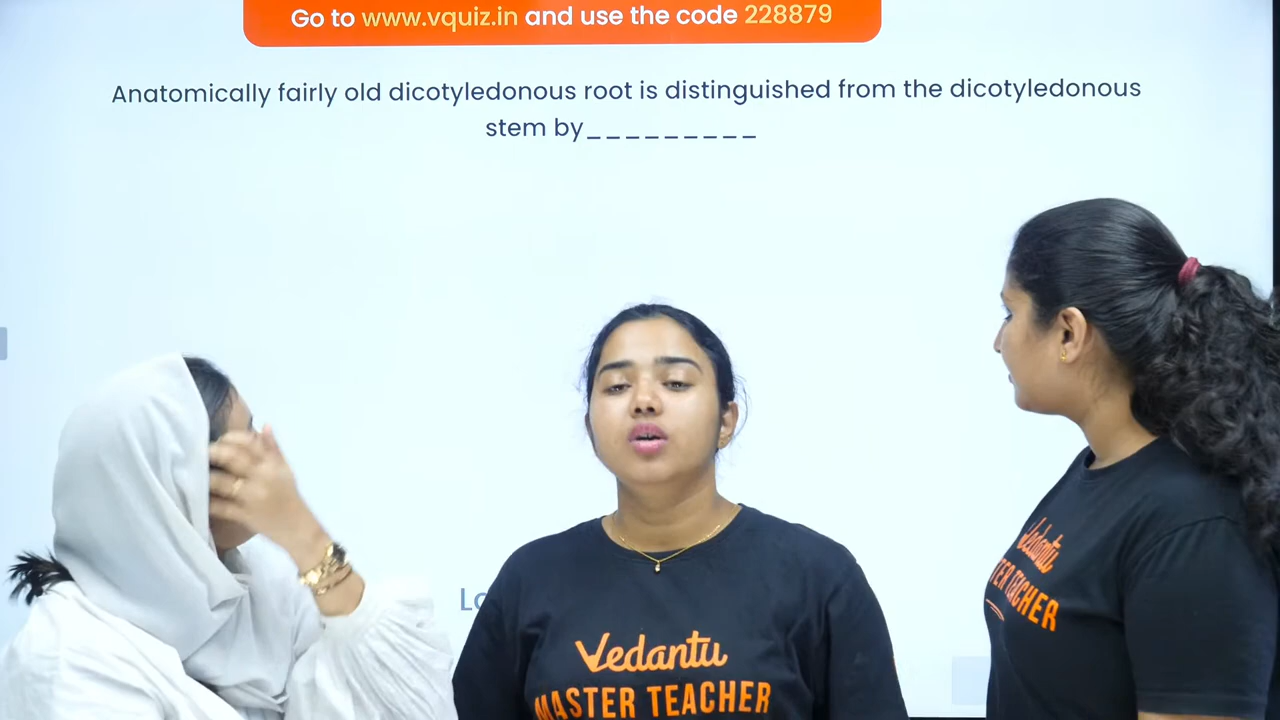 Go to www.vquiz.in and use the code 228879
Anatomically fairly old dicotyledonous root is distinguished from the dicotyledonous
stem by_________
Vedantu
MASTER TEACHER
Vedantu
TER TEACHER